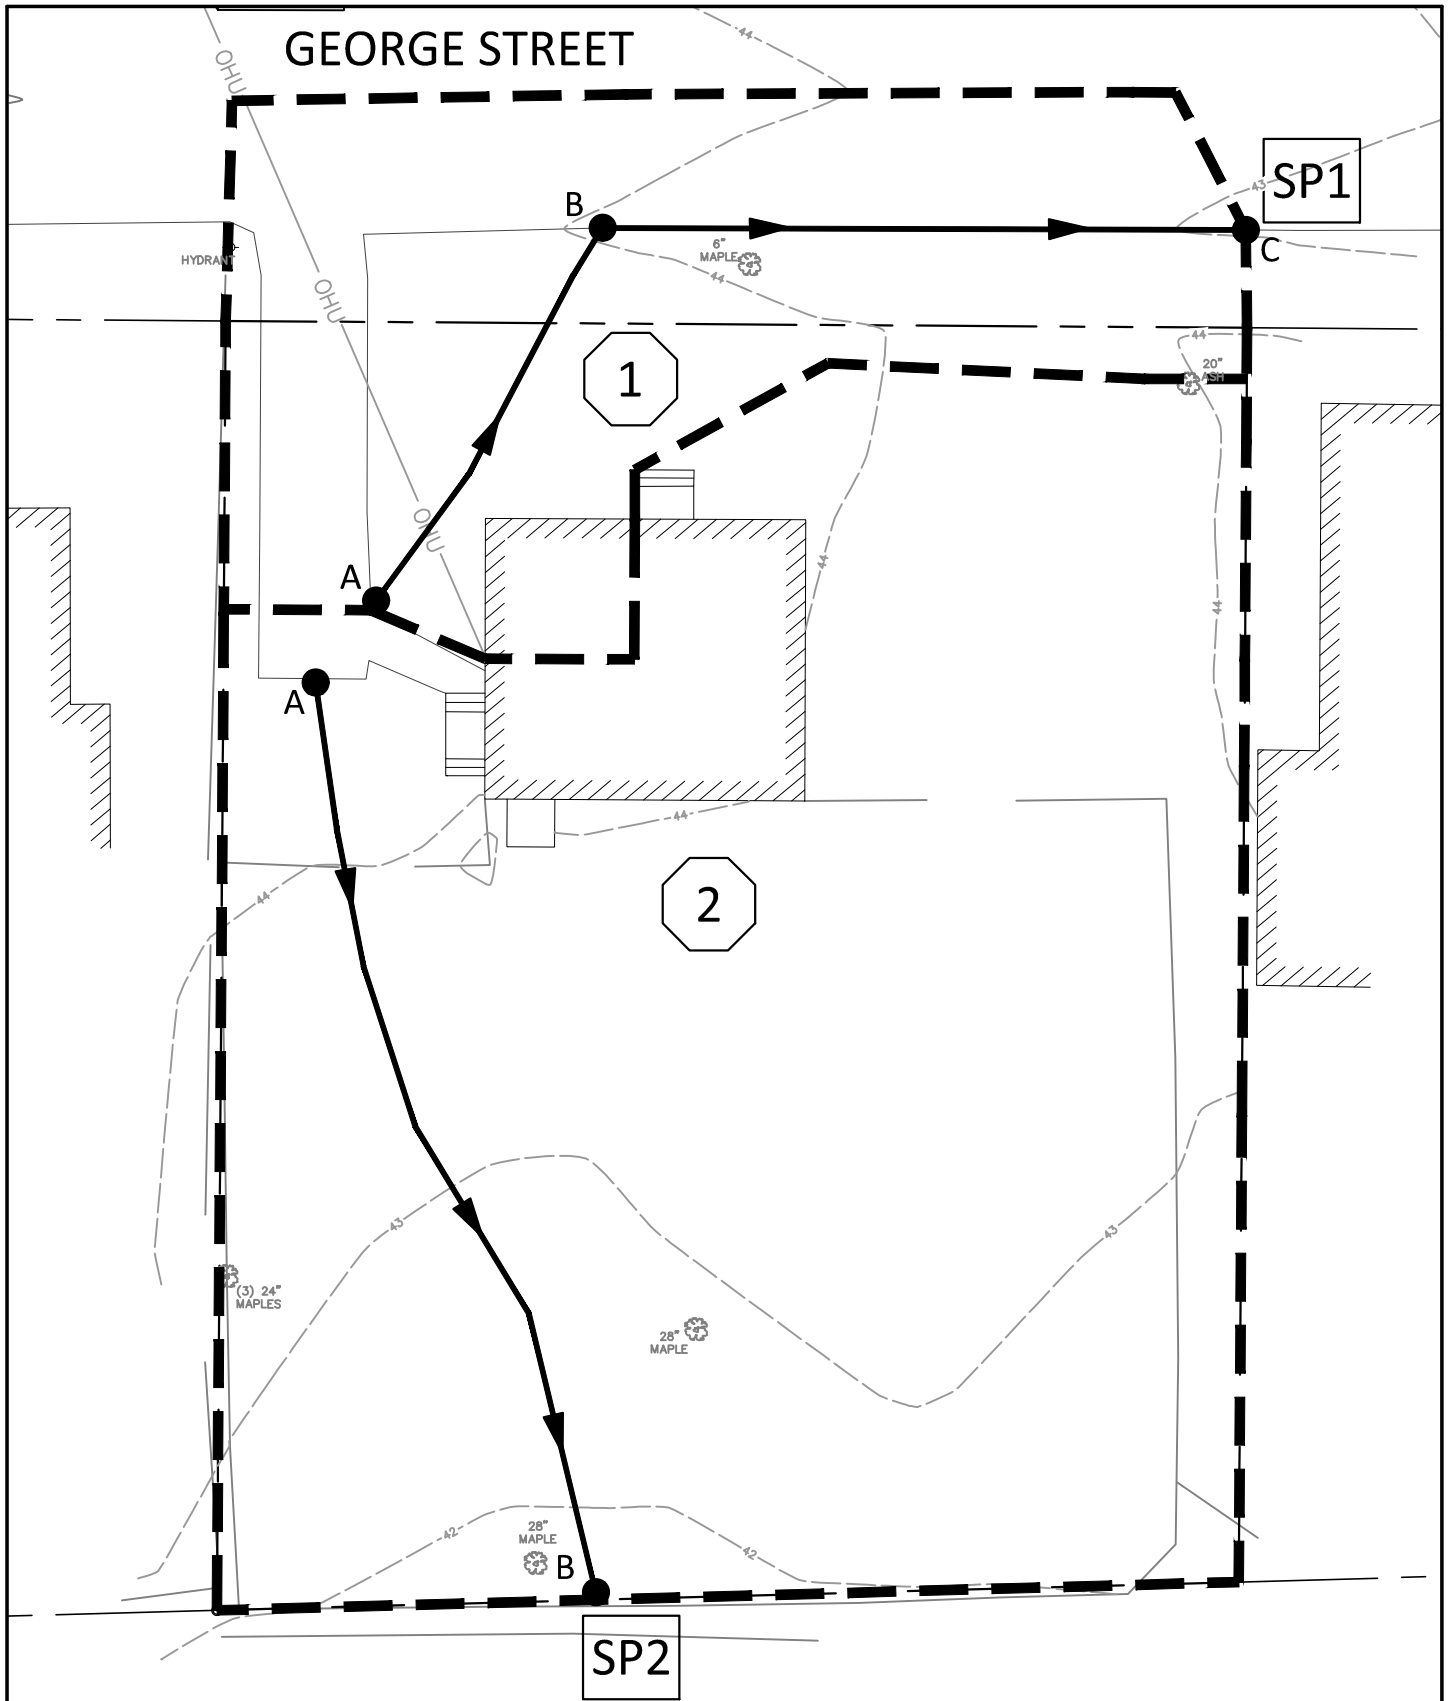 GEORGE STREET
44
OHU
SP1
43
B
6"
MAPLE
C
HYDRANT
44
OHU
44
20"
ASH
1
OHU
44
A
44
A
44
2
44
43
43
(3) 24"
MAPLES
28"
MAPLE
28"
MAPLE
42
42
B
SP2